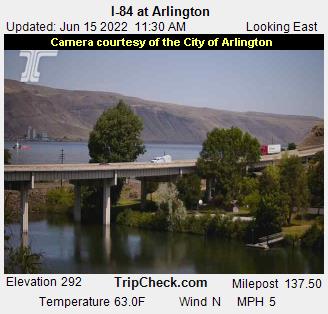 I-84 at Arlington
Updated: Jun 15 2022 11:30 AM Looking East
Camera courtesy of the City of Arlington
Elevation 292 TripCheck.com Milepost 137.50
Temperature 63.0F Wind N MPH 5